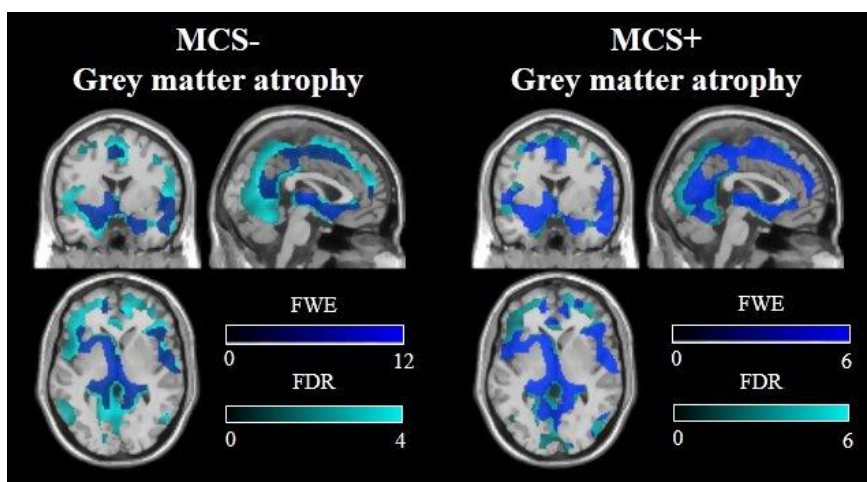 MCS-
Grey matter atrophy
FWE
0 12
FDR
0 4
MCS+
Grey matter atrophy
FWE
0 6
FDR
0 6